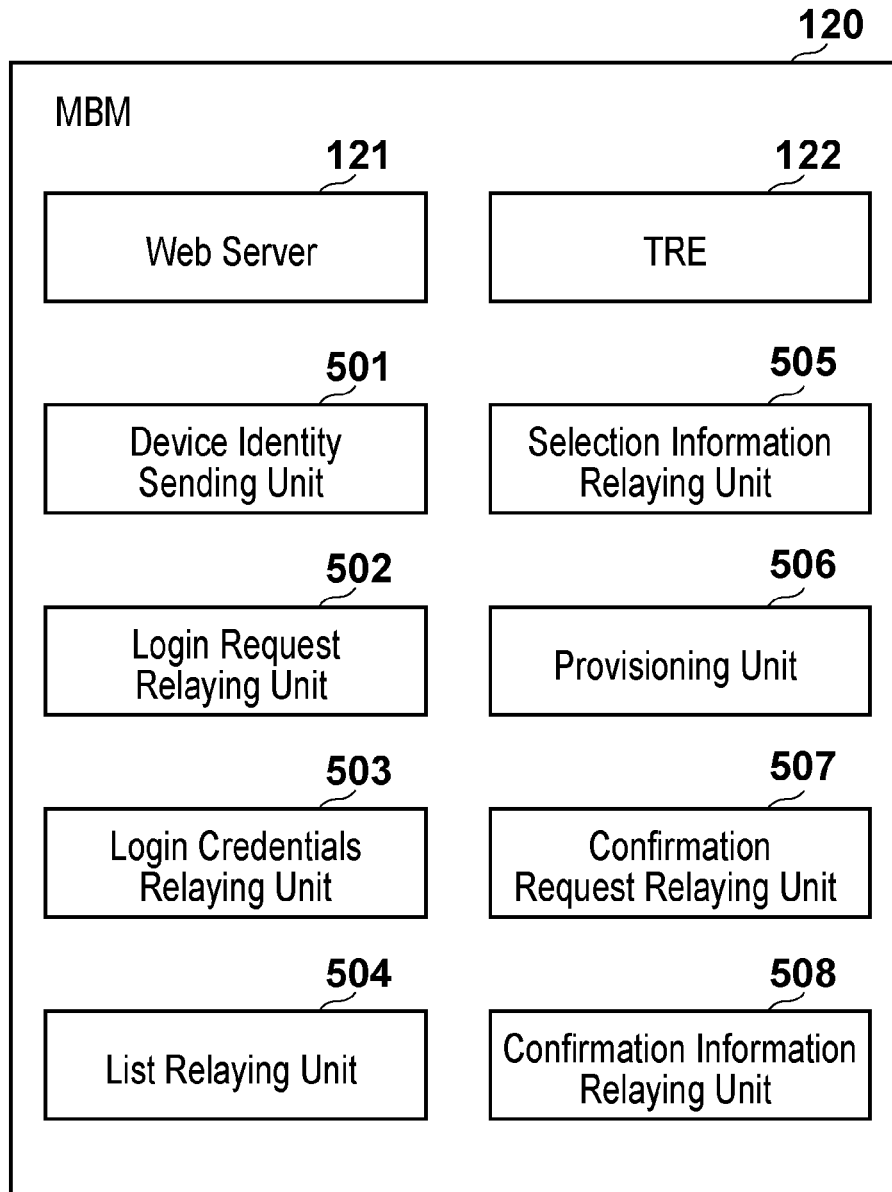 120
MBM
121
Web Server
122
TRE
501
Device Identity
Sending Unit
505
Selection Information
Relaying Unit
502
Login Request
Relaying Unit
506
Provisioning Unit
503
Login Credentials
Relaying Unit
507
Confirmation
Request Relaying Unit
504
List Relaying Unit
508
Confirmation Information
Relaying Unit